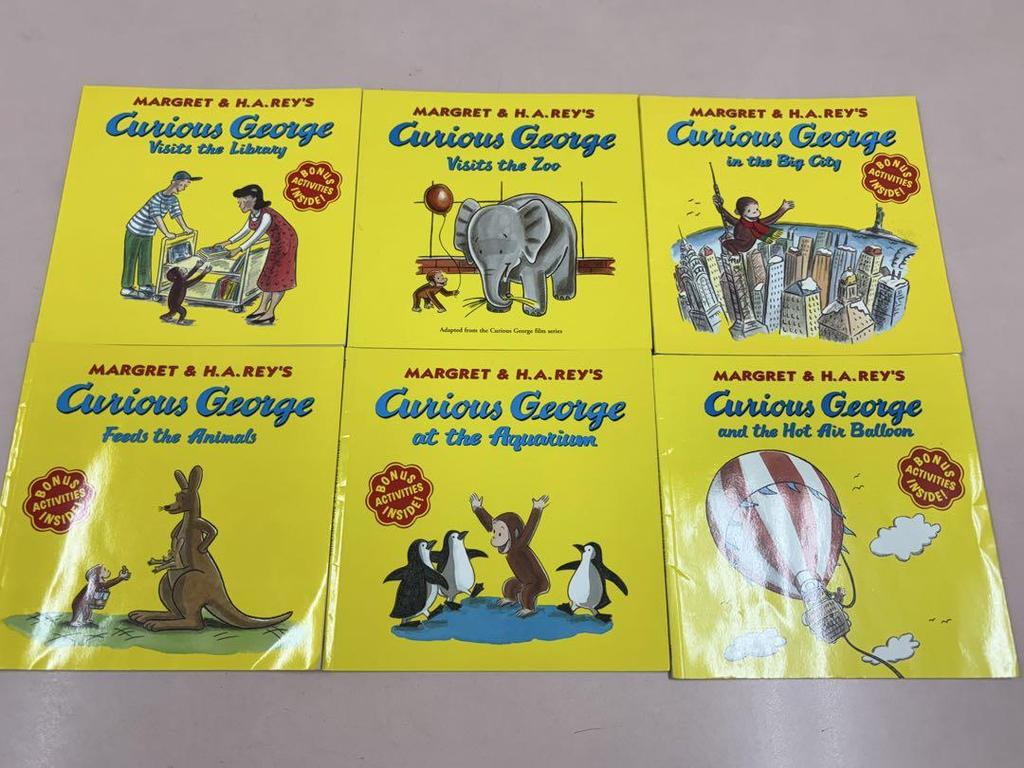 MARGRET & H.A.REY'S
Curious George
Visits the Library
BONUS
ACTIVITIES
INSIDE!
MARGRET & H.A.REY'S
Curious George
Visits the Zoo
Adapted from the Curious George film series
MARGRET & H.A.REY'S
Curious George
in the Big City
BONUS
ACTIVITIES
INSIDE!
MARGRET & H.A.REY'S
Curious George
Feeds the Animals
BONUS
ACTIVITIES
INSIDE!
MARGRET & H.A.REY'S
Curious George
at the Aquarium
BONUS
ACTIVITIES
INSIDE!
MARGRET & H.A.REY'S
Curious George
and the Hot Air Balloon
BONUS
ACTIVITIES
INSIDE!